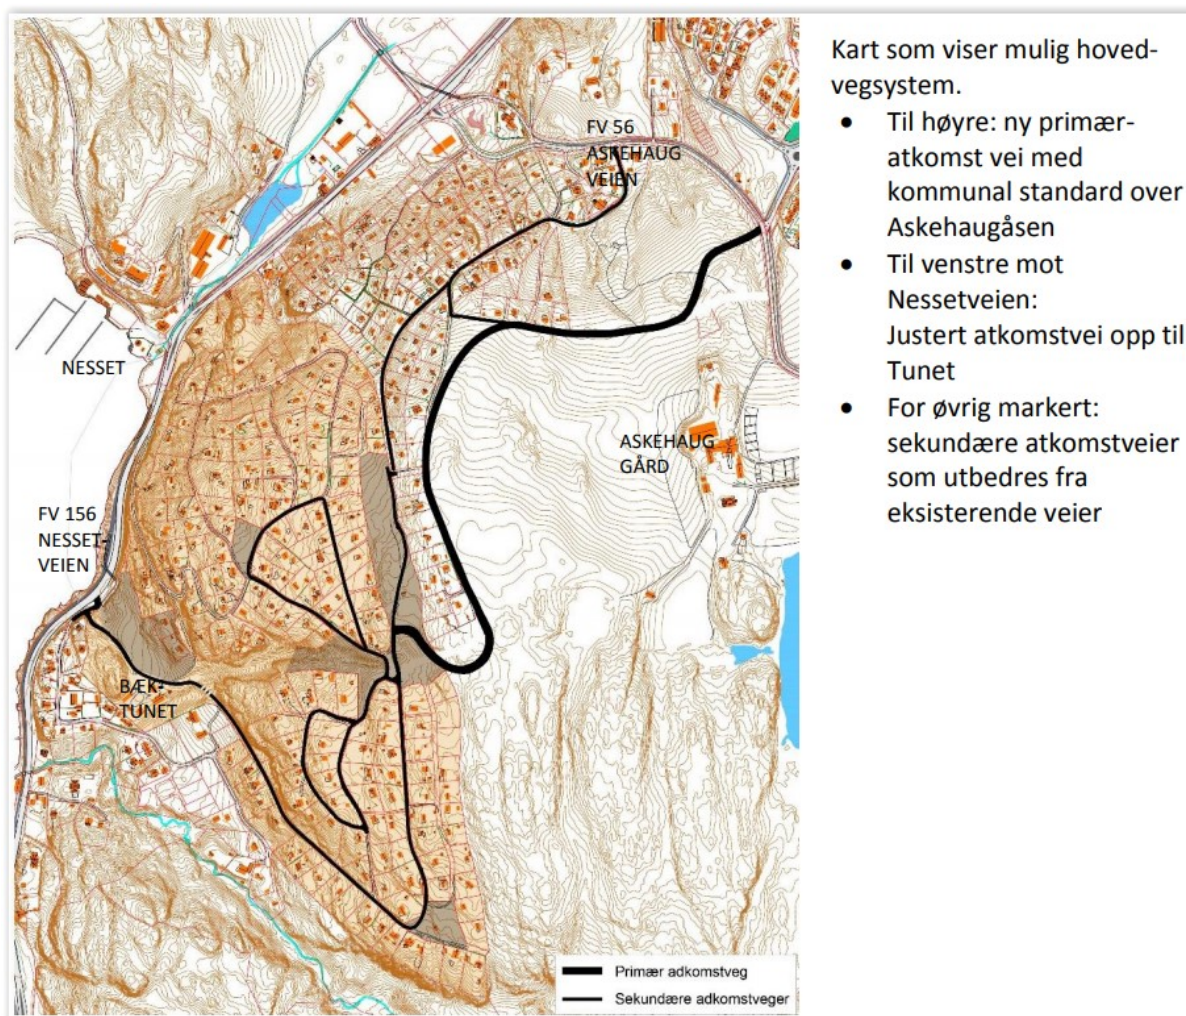 Kart som viser mulig hoved-
vegsystem.
• Til høyre: ny primær-
atkomst vei med
kommunal standard over
Askehaugåsen
• Til venstre mot
Nessetveien:
Justert atkomstvei opp til
Tunet
• For øvrig markert:
sekundære atkomstveier
som utbedres fra
eksisterende veier
FV 56
ASKEHAUG
VEIEN
NESSET
ASKEHAUG
GÅRD
FV 156
NESSET-
VEIEN
BÆK-
TUNET
Primær adkomstveg
Sekundære adkomstveger